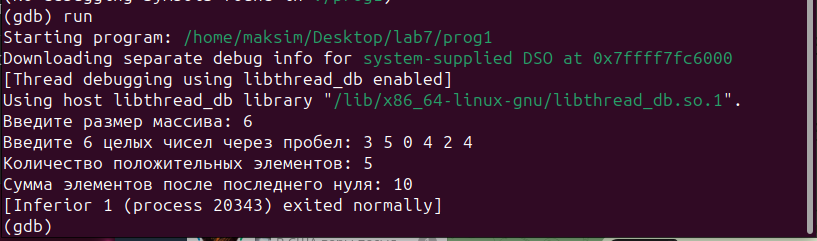 (gdb) run
Starting program: /home/maksim/Desktop/lab7/prog1
Downloading separate debug info for system-supplied DSO at 0x7ffff7fc6000
[Thread debugging using libthread_db enabled]
Using host libthread_db library "/lib/x86_64-linux-gnu/libthread_db.so.1".
Введите размер массива: 6
Введите 6 целых чисел через пробел: 3 5 0 4 2 4
Количество положительных элементов: 5
Сумма элементов после последнего нуля: 10
[Inferior 1 (process 20343) exited normally]
(gdb)